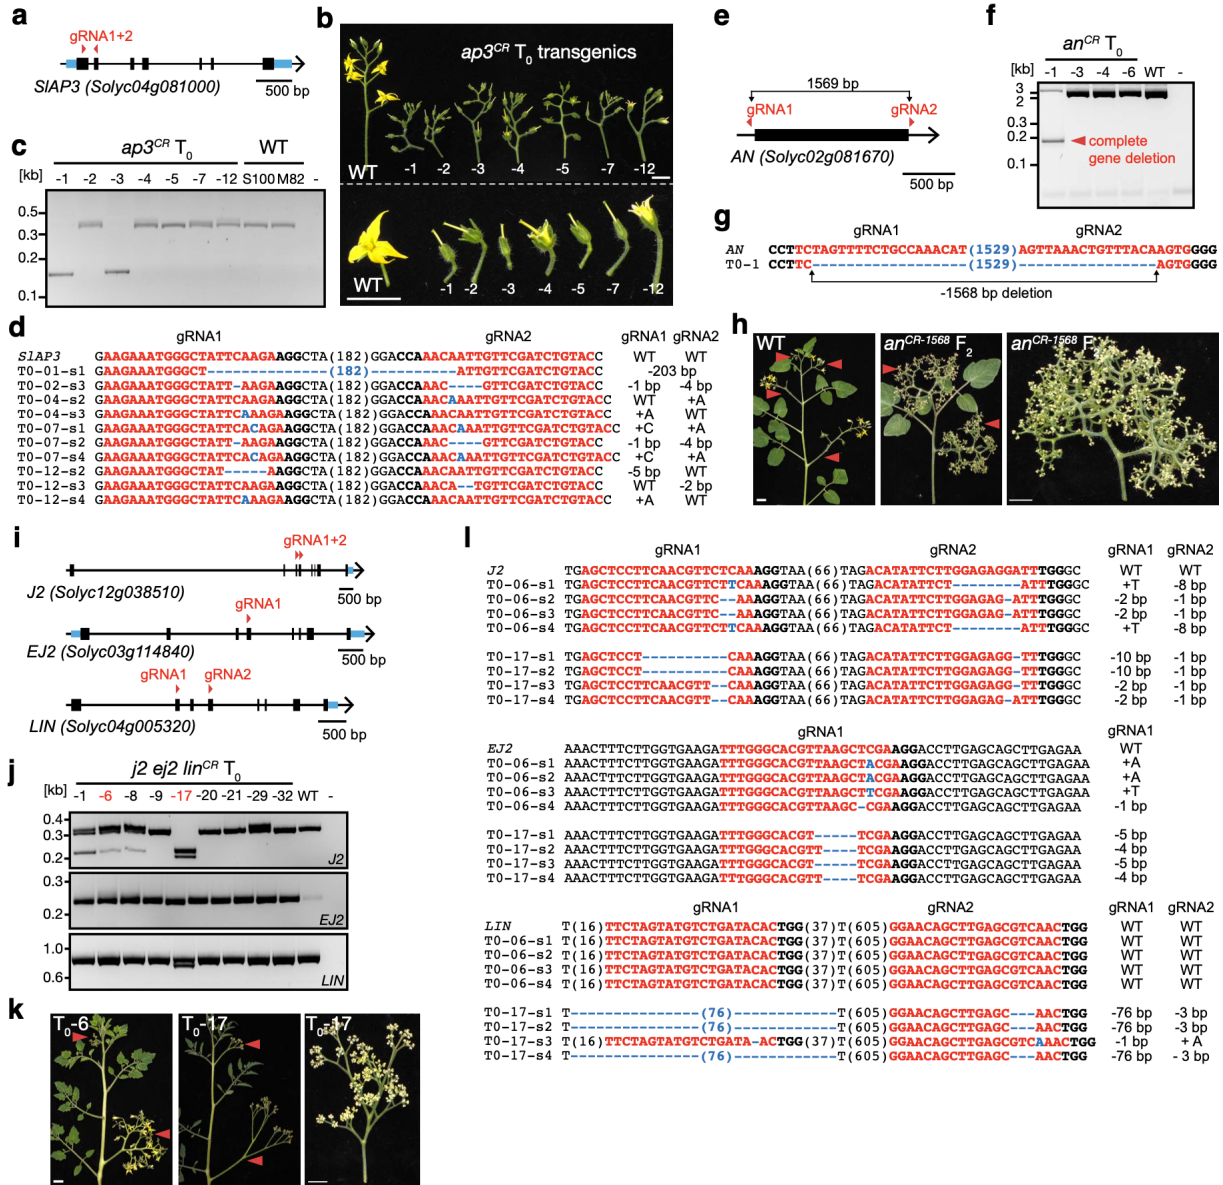 a
gRNA1+2
SlAP3 (Solyc04g081000)
500 bp
b
ap3CR T0 transgenics
WT
-1 -2 -3 -4 -5 -7 -12
WT
-1 -2 -3 -4 -5 -7 -12
c
ap3CR T0 WT
[kb] -1 -2 -3 -4 -5 -7 -12 S100 M82 -
0.5
0.3
0.2
0.1
d
gRNA1 gRNA2 gRNA1 gRNA2
SlAP3 GAAGAAATGGGCTATTCAAGAAGGCTA(182)GGACCAAACAATTGTTCGATCTGTACC WT WT
T0-01-s1 GAAGAAATGGGCT---------------(182)-----------ATTGTTCGATCTGTACC -203 bp
T0-02-s3 GAAGAAATGGGCTATT-AAGAAGGCTA(182)GGACCAAAC----GTTCGATCTGTACC -1 bp -4 bp
T0-04-s2 GAAGAAATGGGCTATTCAAGAAGGCTA(182)GGACCAAACAAATTGTTCGATCTGTACC WT +A
T0-04-s3 GAAGAAATGGGCTATTCAAAGAAGGCTA(182)GGACCAAACAATTGTTCGATCTGTACC +A WT
T0-07-s1 GAAGAAATGGGCTATTCACAGAAGGCTA(182)GGACCAAACAAATTGTTCGATCTGTACC +C +A
T0-07-s2 GAAGAAATGGGCTATT-AAGAAGGCTA(182)GGACCAAAC----GTTCGATCTGTACC -1 bp -4 bp
T0-07-s4 GAAGAAATGGGCTATTCACAGAAGGCTA(182)GGACCAAACAAATTGTTCGATCTGTACC +C +A
T0-12-s2 GAAGAAATGGGCTAT-----AAGGCTA(182)GGACCAAACAATTGTTCGATCTGTACC -5 bp WT
T0-12-s3 GAAGAAATGGGCTATTCAAGAAGGCTA(182)GGACCAAACA--TGTTCGATCTGTACC WT -2 bp
T0-12-s4 GAAGAAATGGGCTATTCAAAGAAGGCTA(182)GGACCAAACAATTGTTCGATCTGTACC +A WT
e
1569 bp
gRNA1 gRNA2
AN (Solyc02g081670)
500 bp
f
anCR T0
[kb] -1 -3 -4 -6 WT -
3
2
0.3
0.2
0.1
complete
gene deletion
g
gRNA1 gRNA2
AN CCTTCTAGTTTTCTGCCAAACAT(1529)AGTTAAACTGTTTACAAGTGGGG
T0-1 CCTTC------------------(1529)----------------AGTGGGG
-1568 bp deletion
h
WT
anCR-1568 F2
anCR-1568 F
i
gRNA1+2
J2 (Solyc12g038510)
500 bp
gRNA1
EJ2 (Solyc03g114840)
500 bp
gRNA1 gRNA2
LIN (Solyc04g005320)
500 bp
j
j2 ej2 linCR T0
[kb] -1 -6 -8 -9 -17 -20 -21 -29 -32 WT -
0.4
0.3
0.2
J2
0.3
0.2
EJ2
1.0
0.6
LIN
k
T0-6
T0-17
T0-17
l
gRNA1 gRNA2 gRNA1 gRNA2
J2 TGAGCTCCTTCAACGTTCTCAAAGGTAA(66)TAGACATATTCTTGGAGAGGATTTGGGC WT WT
T0-06-s1 TGAGCTCCTTCAACGTTCTTCAAAGGTAA(66)TAGACATATTCT--------ATTTGGGC +T -8 bp
T0-06-s2 TGAGCTCCTTCAACGTTC--AAAGGTAA(66)TAGACATATTCTTGGAGAG-ATTTGGGC -2 bp -1 bp
T0-06-s3 TGAGCTCCTTCAACGTTC--AAAGGTAA(66)TAGACATATTCTTGGAGAG-ATTTGGGC -2 bp -1 bp
T0-06-s4 TGAGCTCCTTCAACGTTCTTCAAAGGTAA(66)TAGACATATTCT--------ATTTGGGC +T -8 bp
T0-17-s1 TGAGCTCCT----------CAAAGGTAA(66)TAGACATATTCTTGGAGAGG-TTTGGGC -10 bp -1 bp
T0-17-s2 TGAGCTCCT----------CAAAGGTAA(66)TAGACATATTCTTGGAGAGG-TTTGGGC -10 bp -1 bp
T0-17-s3 TGAGCTCCTTCAACGTT--CAAAGGTAA(66)TAGACATATTCTTGGAGAGG-TTTGGGC -2 bp -1 bp
T0-17-s4 TGAGCTCCTTCAACGTT--CAAAGGTAA(66)TAGACATATTCTTGGAGAG-ATTTGGGC -2 bp -1 bp
gRNA1 gRNA1
EJ2 AAACTTTCTTGGTGAAGATTTGGGCACGTTAAGCTCGAAGGACCTTGAGCAGCTTGAGAA WT
T0-06-s1 AAACTTTCTTGGTGAAGATTTGGGCACGTTAAGCTACGAAGGACCTTGAGCAGCTTGAGAA +A
T0-06-s2 AAACTTTCTTGGTGAAGATTTGGGCACGTTAAGCTACGAAGGACCTTGAGCAGCTTGAGAA +A
T0-06-s3 AAACTTTCTTGGTGAAGATTTGGGCACGTTAAGCTTCGAAGGACCTTGAGCAGCTTGAGAA +T
T0-06-s4 AAACTTTCTTGGTGAAGATTTGGGCACGTTAAGC-CGAAGGACCTTGAGCAGCTTGAGAA -1 bp
T0-17-s1 AAACTTTCTTGGTGAAGATTTGGGCACGT-----TCGAAGGACCTTGAGCAGCTTGAGAA -5 bp
T0-17-s2 AAACTTTCTTGGTGAAGATTTGGGCACGTT----TCGAAGGACCTTGAGCAGCTTGAGAA -4 bp
T0-17-s3 AAACTTTCTTGGTGAAGATTTGGGCACGT-----TCGAAGGACCTTGAGCAGCTTGAGAA -5 bp
T0-17-s4 AAACTTTCTTGGTGAAGATTTGGGCACGTT----TCGAAGGACCTTGAGCAGCTTGAGAA -4 bp
gRNA1 gRNA2 gRNA1 gRNA2
LIN T(16)TTCTAGTATGTCTGATACACTGG(37)T(605)GGAACAGCTTGAGCGTCAACTGG WT WT
T0-06-s1 T(16)TTCTAGTATGTCTGATACACTGG(37)T(605)GGAACAGCTTGAGCGTCAACTGG WT WT
T0-06-s2 T(16)TTCTAGTATGTCTGATACACTGG(37)T(605)GGAACAGCTTGAGCGTCAACTGG WT WT
T0-06-s3 T(16)TTCTAGTATGTCTGATACACTGG(37)T(605)GGAACAGCTTGAGCGTCAACTGG WT WT
T0-06-s4 T(16)TTCTAGTATGTCTGATACACTGG(37)T(605)GGAACAGCTTGAGCGTCAACTGG WT WT
T0-17-s1 T---------------(76)------------T(605)GGAACAGCTTGAGC---AACTGG -76 bp -3 bp
T0-17-s2 T---------------(76)------------T(605)GGAACAGCTTGAGC---AACTGG -76 bp -3 bp
T0-17-s3 T(16)TTCTAGTATGTCTGATA-ACTGG(37)T(605)GGAACAGCTTGAGCGTCAAACTGG -1 bp + A
T0-17-s4 T---------------(76)------------T(605)GGAACAGCTTGAGC---AACTGG -76 bp - 3 bp